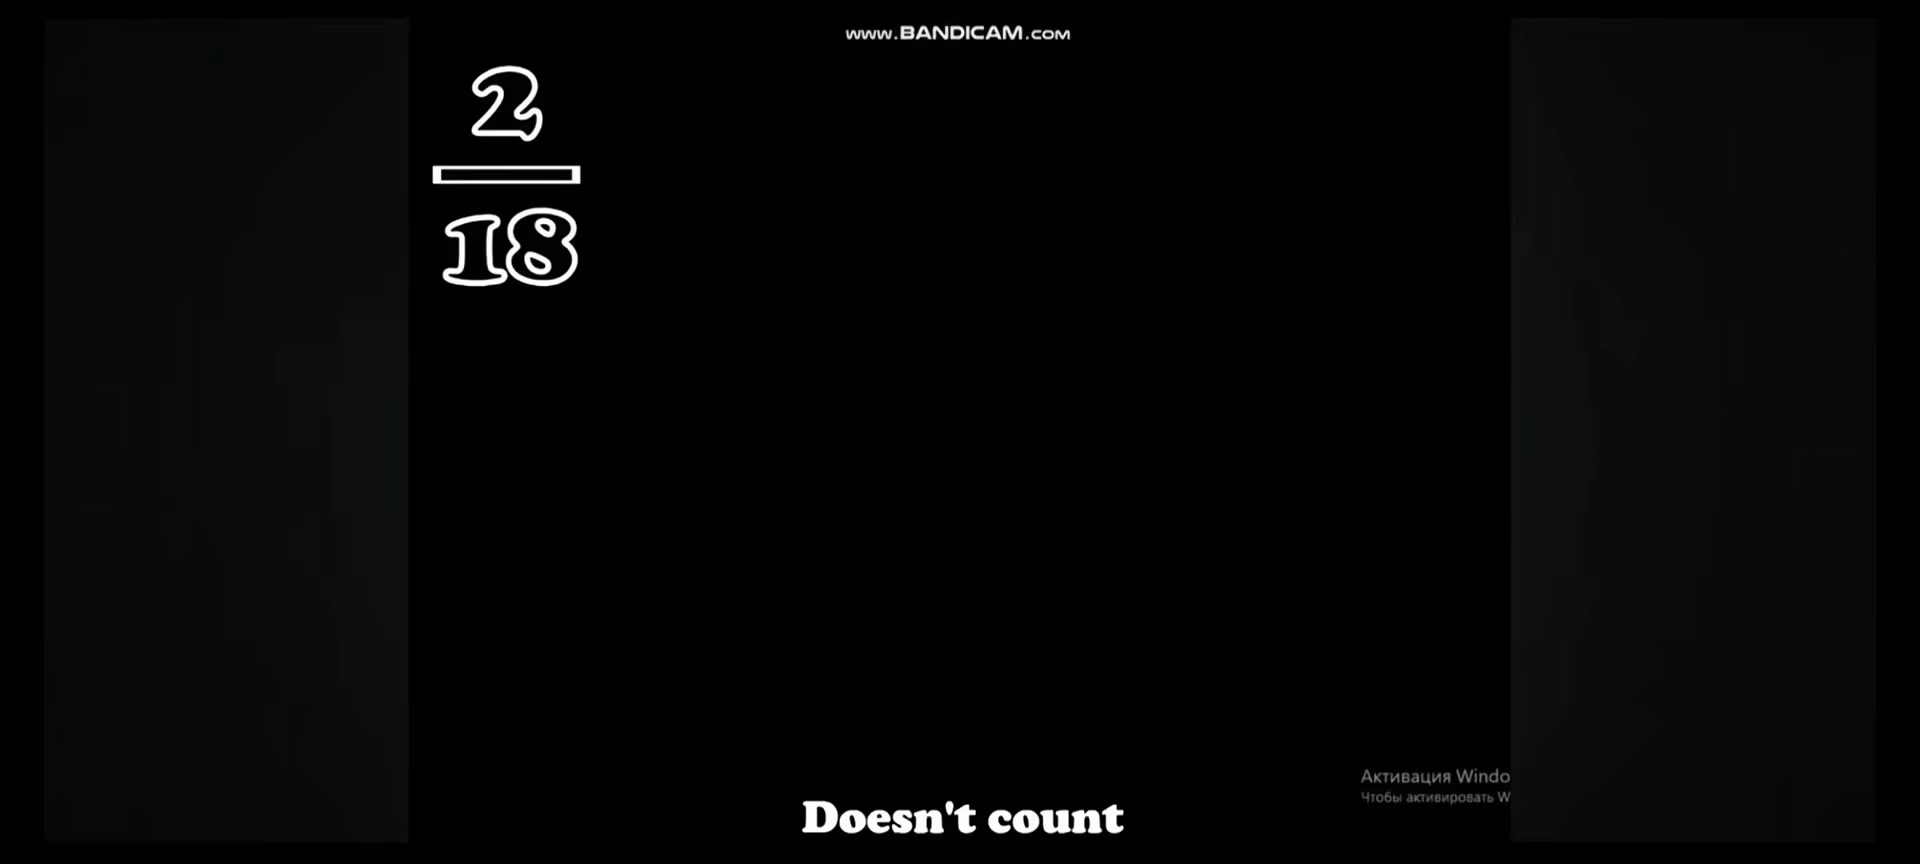 www.BANDICAM.com
2
18
Doesn't count
Активация Windo
Чтобы активировать W